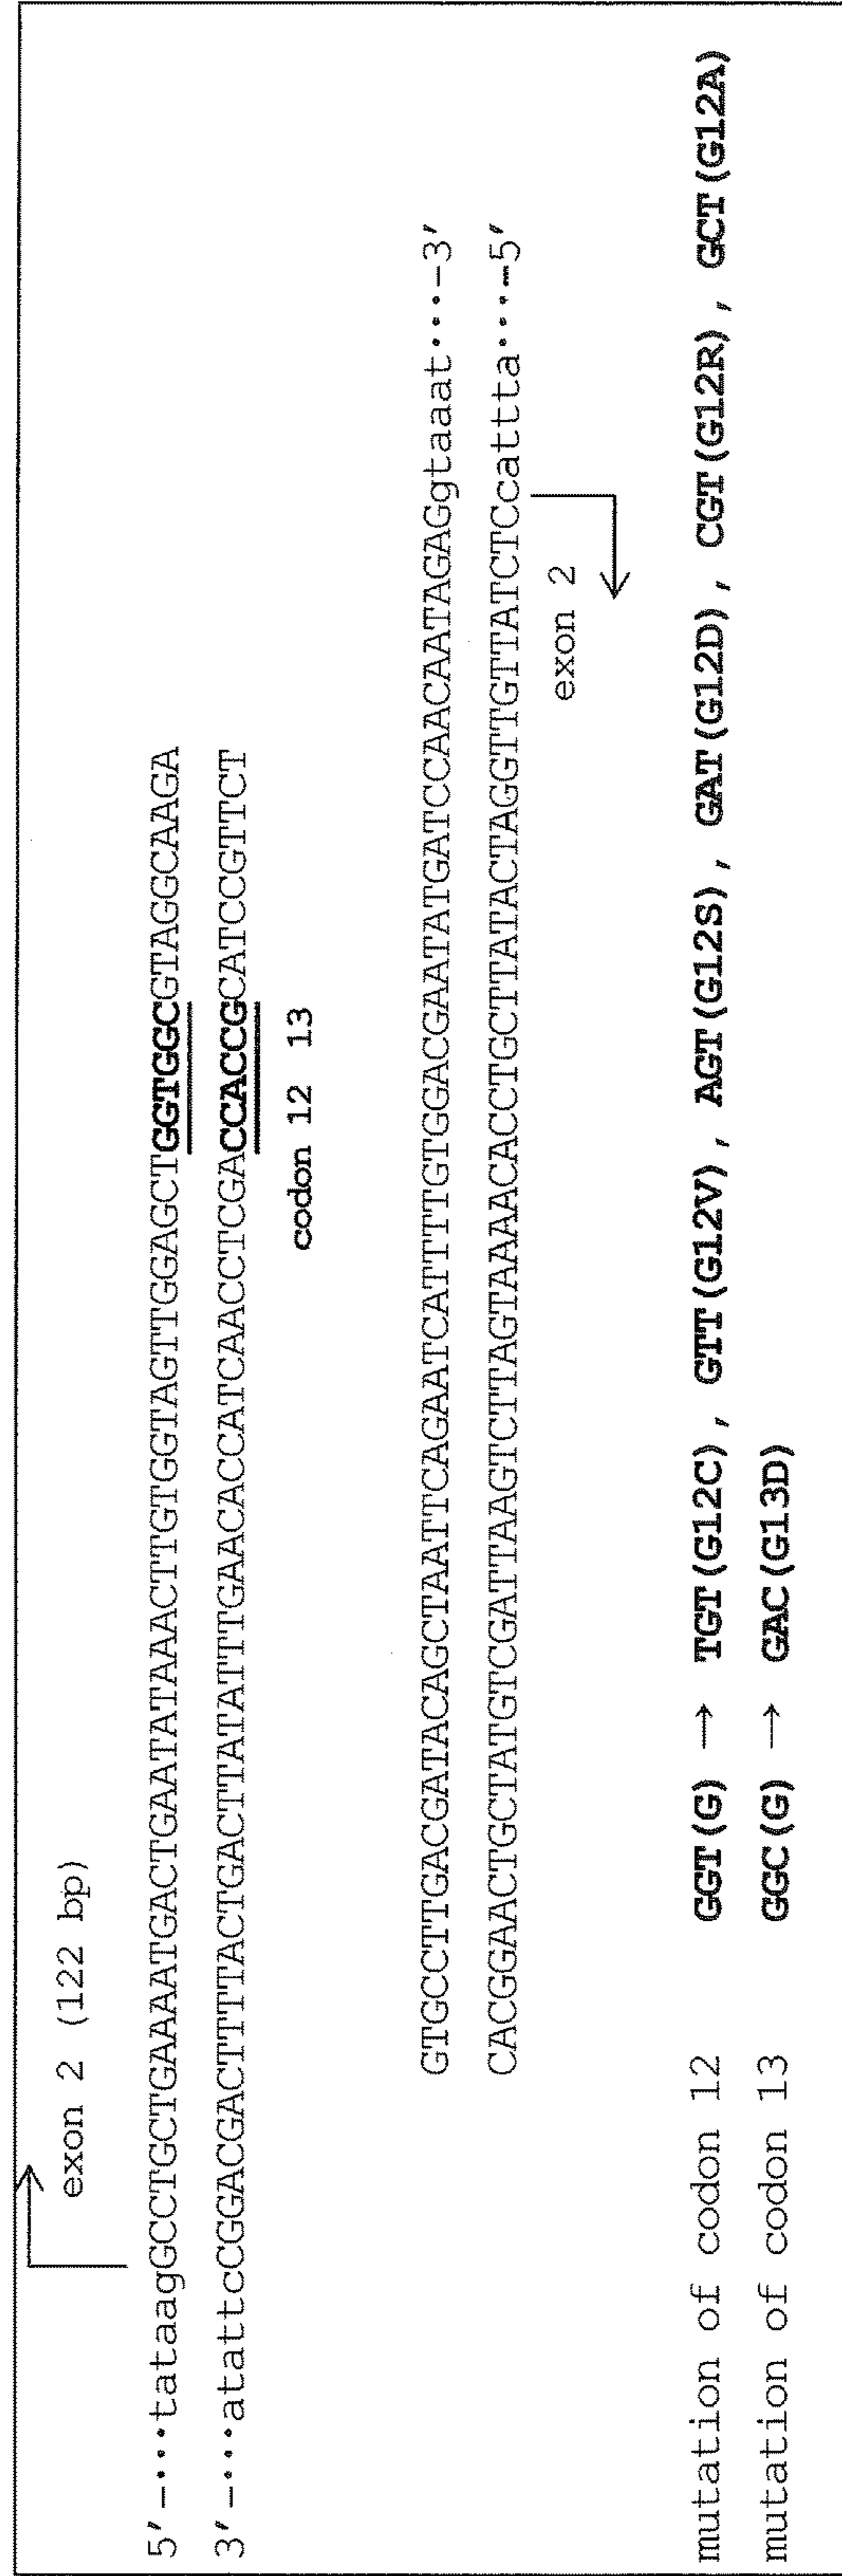 exon 2 (122 bp)
5′-···tataagGCCTGCTGAAAATGACTGAATATAAACTTGTGGTAGTTGGAGCTGGTGGCGTAGGCAAGA
3′-···atattcCGGACGACTTTTACTGACTTATATTTGAACACCATCAACCTCGACCACCGCATCCGTTCT
codon 12 13
GTGCCTTGACGATACAGCTAATTCAGAATCATTTTGTGGACGAATATGATCCAACAATAGAGgtaaat···-3′
CACGGAACTGCTATGTCGATTAAGTCTTAGTAAAACACCTGCTTATACTAGGTTGTTATCTCcattta···-5′
exon 2
mutation of codon 12 GGT(G) → TGT(G12C), GTT(G12V), AGT(G12S), GAT(G12D), CGT(G12R), GCT(G12A)
mutation of codon 13 GGC(G) → GAC(G13D)